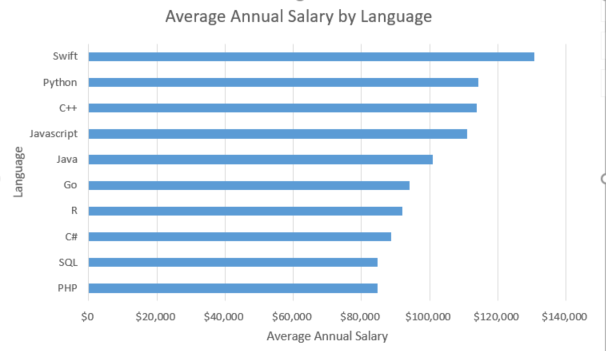 Average Annual Salary by Language
Swift
Python
C++
Javascript
Java
Go
R
C#
SQL
PHP
Language
$0 $20,000 $40,000 $60,000 $80,000 $100,000 $120,000 $140,000
Average Annual Salary